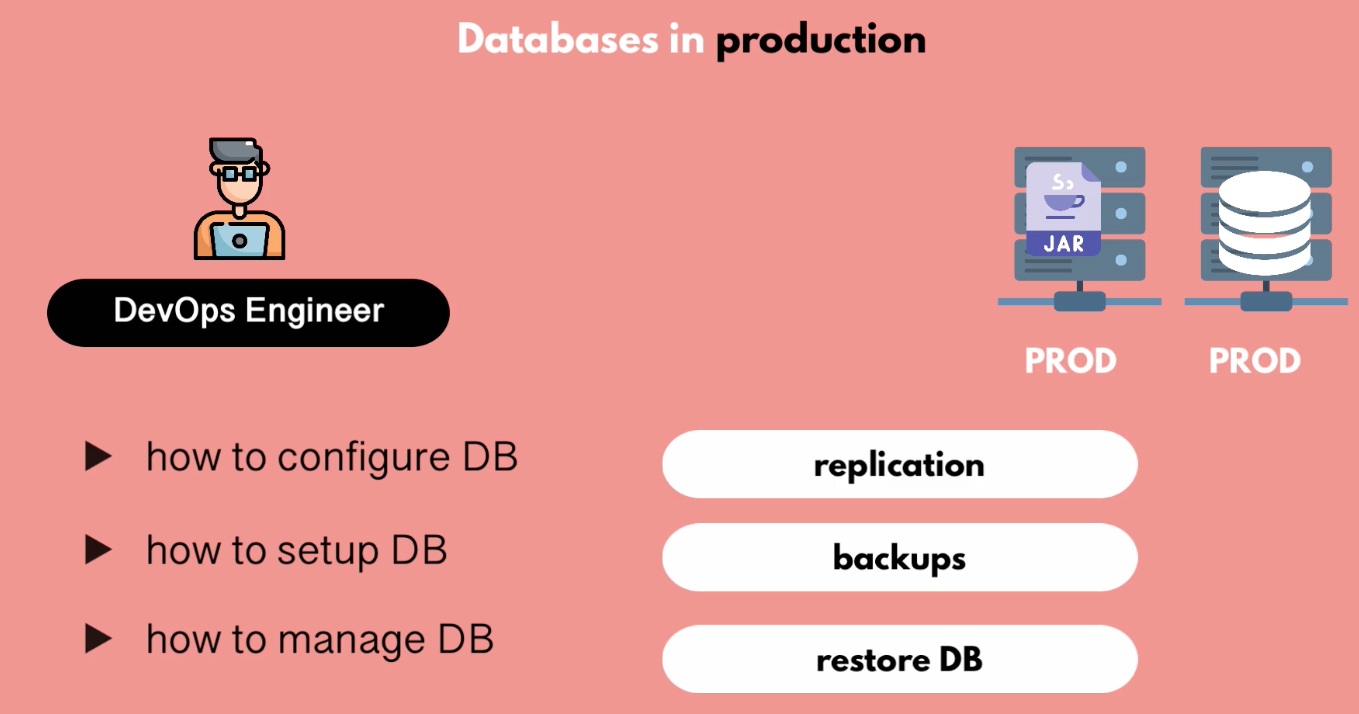 Databases in production
JAR
DevOps Engineer
PROD
PROD
how to configure DB
replication
how to setup DB
backups
how to manage DB
restore DB